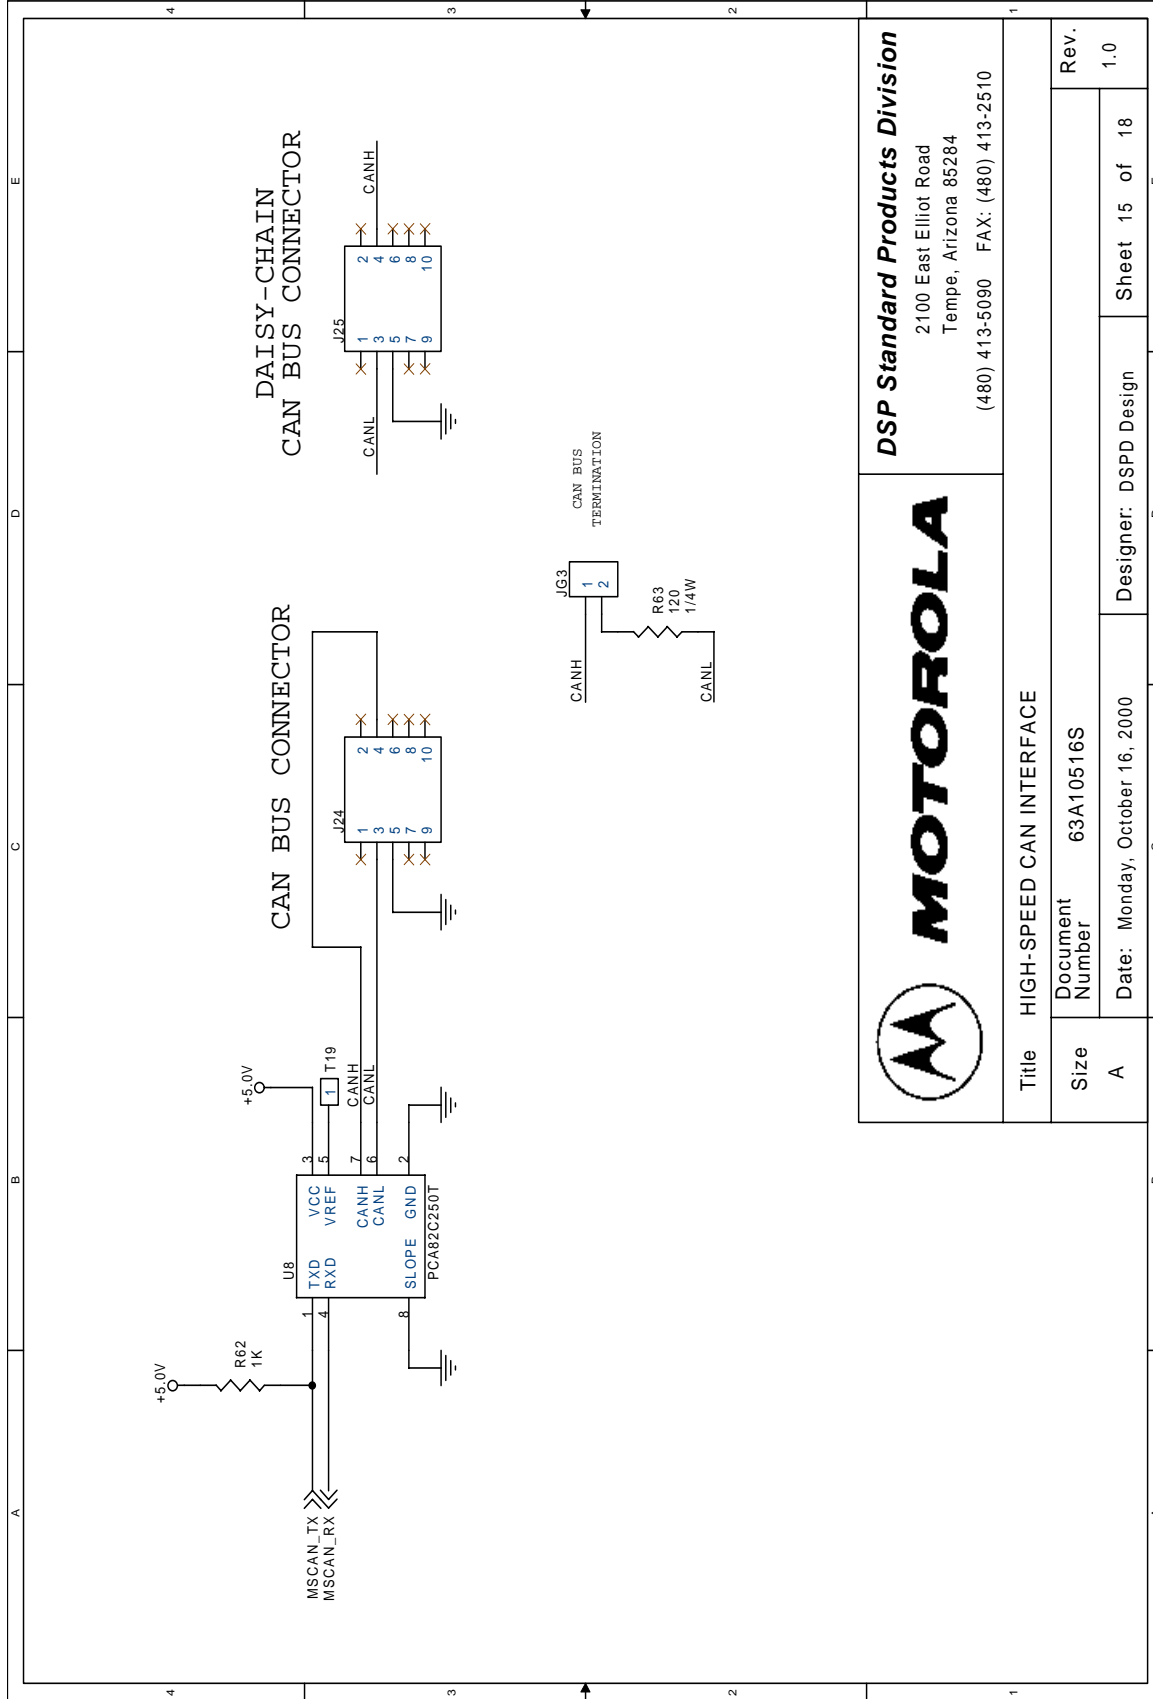 A
B
C
D
E
4
3
2
1
4
3
2
1
+5.0V
R62
1K
MSCAN_TX
MSCAN_RX
U8
1
4
8
TXD
RXD
SLOPE
VCC
VREF
CANH
CANL
GND
3
5
7
6
2
PCA82C250T
+5.0V
1
T19
CANH
CANL
CAN BUS CONNECTOR
J24
1
3
5
7
9
2
4
6
8
10
DAISY-CHAIN
CAN BUS CONNECTOR
J25
CANL
1
3
5
7
9
2
4
6
8
10
CANH
CAN BUS
TERMINATION
JG3
1
2
CANH
R63
120
1/4W
CANL
MOTOROLA
DSP Standard Products Division
2100 East Elliot Road
Tempe, Arizona 85284
(480) 413-5090 FAX: (480) 413-2510
Title HIGH-SPEED CAN INTERFACE
Size
A
Document
Number
63A10516S
Rev.
1.0
Date: Monday, October 16, 2000
Designer: DSPD Design
Sheet 15 of 18